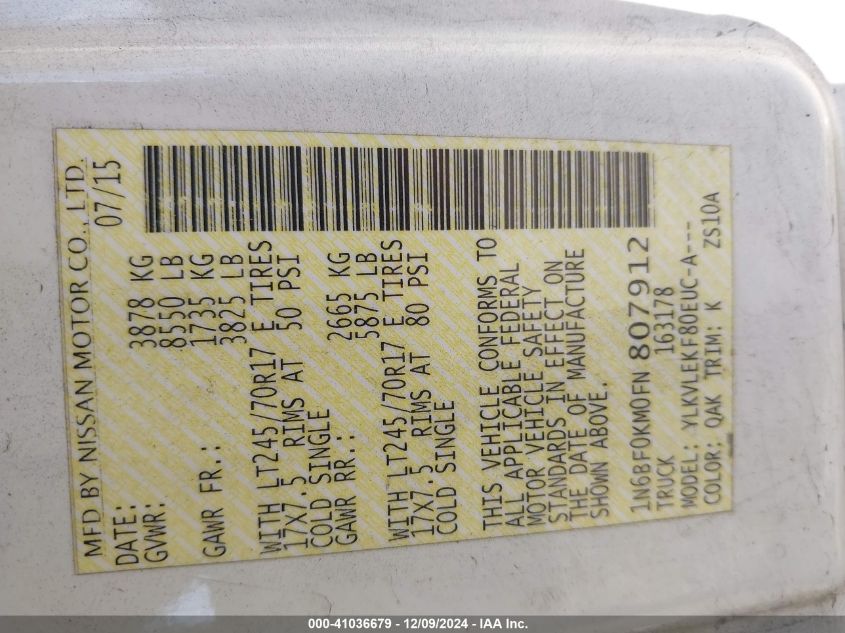 MFD BY NISSAN MOTOR CO., LTD.
DATE: 07/15
GVWR: 3878 KG
8550 LB
GAWR FR.: 1735 KG
3825 LB
WITH LT245/70R17 E TIRES
17X7.5 RIMS AT 50 PSI
COLD SINGLE
GAWR RR.: 2665 KG
5875 LB
WITH LT245/70R17 E TIRES
17X7.5 RIMS AT 80 PSI
COLD SINGLE
THIS VEHICLE CONFORMS TO
ALL APPLICABLE FEDERAL
MOTOR VEHICLE SAFETY
STANDARDS IN EFFECT ON
THE DATE OF MANUFACTURE
SHOWN ABOVE.
1N6BF0KM0FN 807912
TRUCK 163178
MODEL: YLKVLEKF80EUC-A---
COLOR: QAK TRIM: K ZS10A
000-41036679 - 12/09/2024 - IAA Inc.